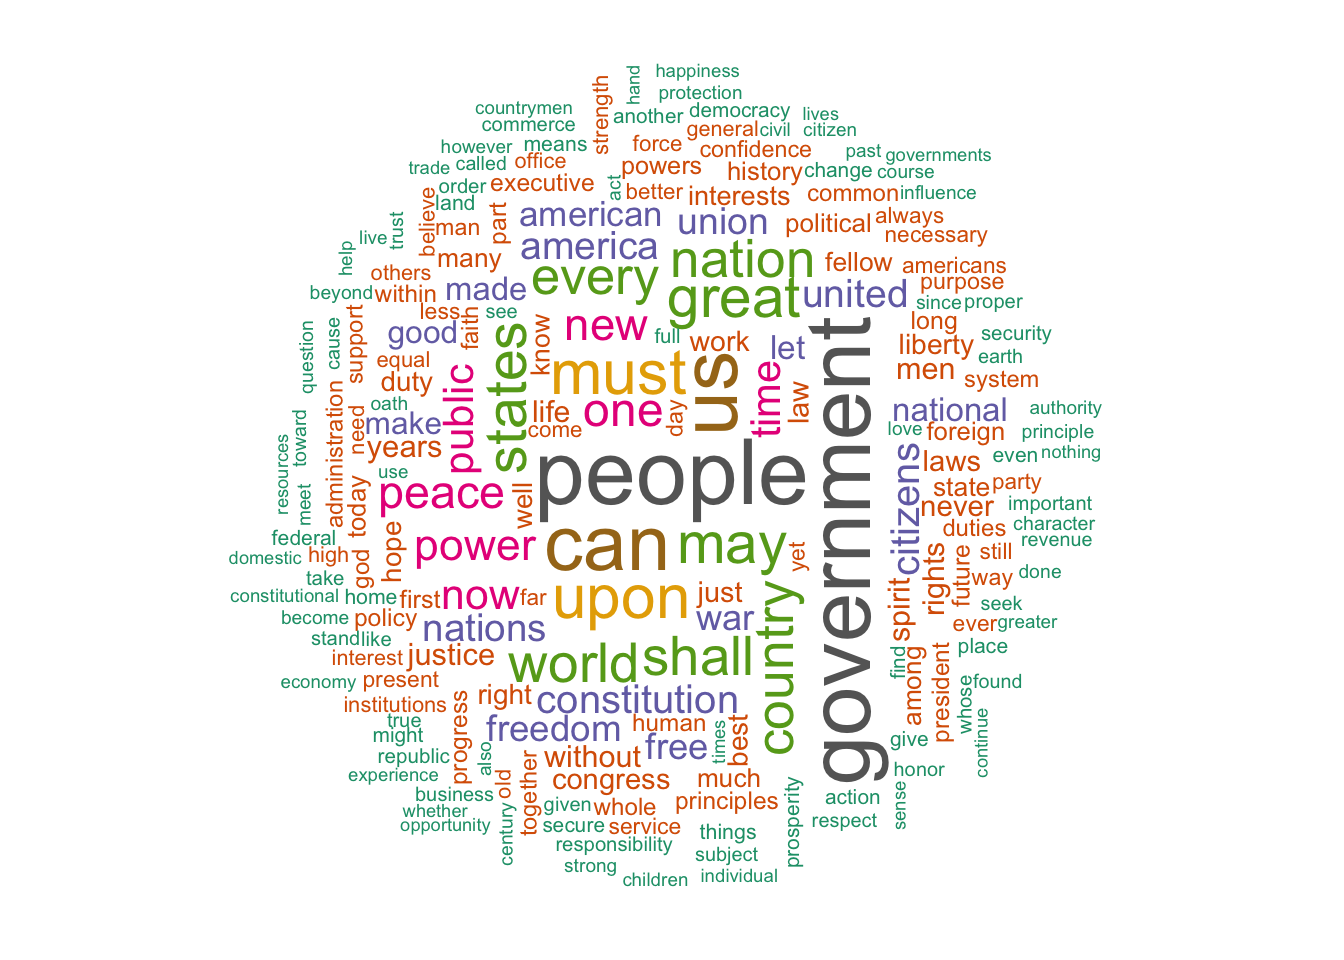 happiness
hand
protection
countrymen
strength
another
democracy
lives
commerce
general
civil
citizen
however
means
force
confidence
past
governments
trade
called
office
powers
history
change
course
order
executive
act
better
interests
common
influence
land
believe
man
part
american
union
political
always
necessary
trust
live
help
many
america
nation
fellow
americans
others
every
great
united
purpose
beyond
within
made
less
see
since
proper
question
cause
support
good
faith
know
new
full
work
let
long
security
liberty
earth
equal
states
must
us
time
law
government
men
system
duty
public
life
one
day
oath
make
come
national
authority
love
foreign
principle
resources
toward
administration
need
years
people
citizens
laws
even
nothing
use
meet
today
peace
well
state
party
never
important
federal
hope
power
can
may
yet
duties
character
revenue
domestic
high
god
still
take
rights
future
way
done
constitutional
home
first
now
far
upon
just
country
spirit
seek
become
policy
nations
war
ever
greater
stand
like
interest
justice
world
shall
find
among
president
place
economy
present
right
constitution
whose
found
institutions
progress
freedom
human
free
times
best
continue
true
might
republic
also
without
give
experience
old
together
congress
much
honor
business
given
whole
principles
prosperity
action
sense
whether
century
opportunity
secure
service
things
respect
responsibility
subject
strong
children
individual